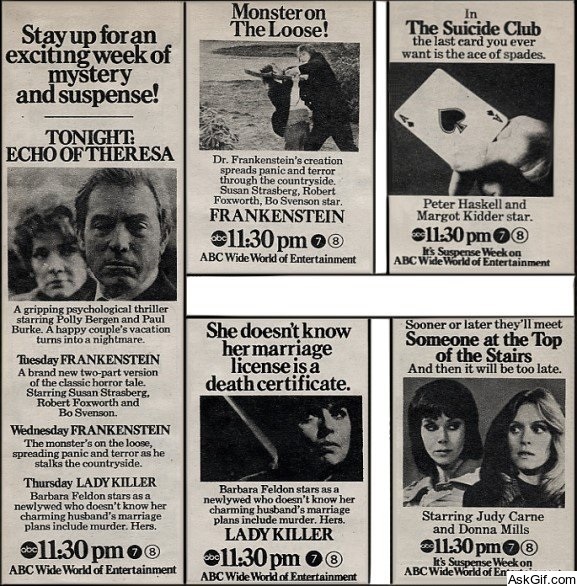 Stay up for an
exciting week of
mystery
and suspense!
TONIGHT:
ECHO OF THERESA
A gripping psychological thriller
starring Polly Bergen and Paul
Burke. A happy couple's vacation
turns into a nightmare.
Tuesday FRANKENSTEIN
A brand new two-part version
of the classic horror tale.
Starring Susan Strasberg,
Robert Foxworth and
Bo Svenson.
Wednesday FRANKENSTEIN
The monster's on the loose,
spreading panic and terror as he
stalks the countryside.
Thursday LADY KILLER
Barbara Feldon stars as a
newlywed who doesn't know her
charming husband's marriage
plans include murder. Hers.
abc 11:30 pm 7 8
ABC Wide World of Entertainment
Monster on
The Loose!
Dr. Frankenstein's creation
spreads panic and terror
through the countryside.
Susan Strasberg, Robert
Foxworth, Bo Svenson star.
FRANKENSTEIN
abc 11:30 pm 7 8
ABC Wide World of Entertainment
In
The Suicide Club
the last card you ever
want is the ace of spades.
A
A
Peter Haskell and
Margot Kidder star.
abc 11:30 pm 7 8
It's Suspense Week on
ABC Wide World of Entertainment
She doesn't know
her marriage
license is a
death certificate.
Barbara Feldon stars as a
newlywed who doesn't know her
charming husband's marriage
plans include murder. Hers.
LADY KILLER
abc 11:30 pm 7 8
ABC Wide World of Entertainment
Sooner or later they'll meet
Someone at the Top
of the Stairs
And then it will be too late.
Starring Judy Carne
and Donna Mills
abc 11:30 pm 7 8
It's Suspense Week on
ABC Wide World of Entertainment
AskGif.com